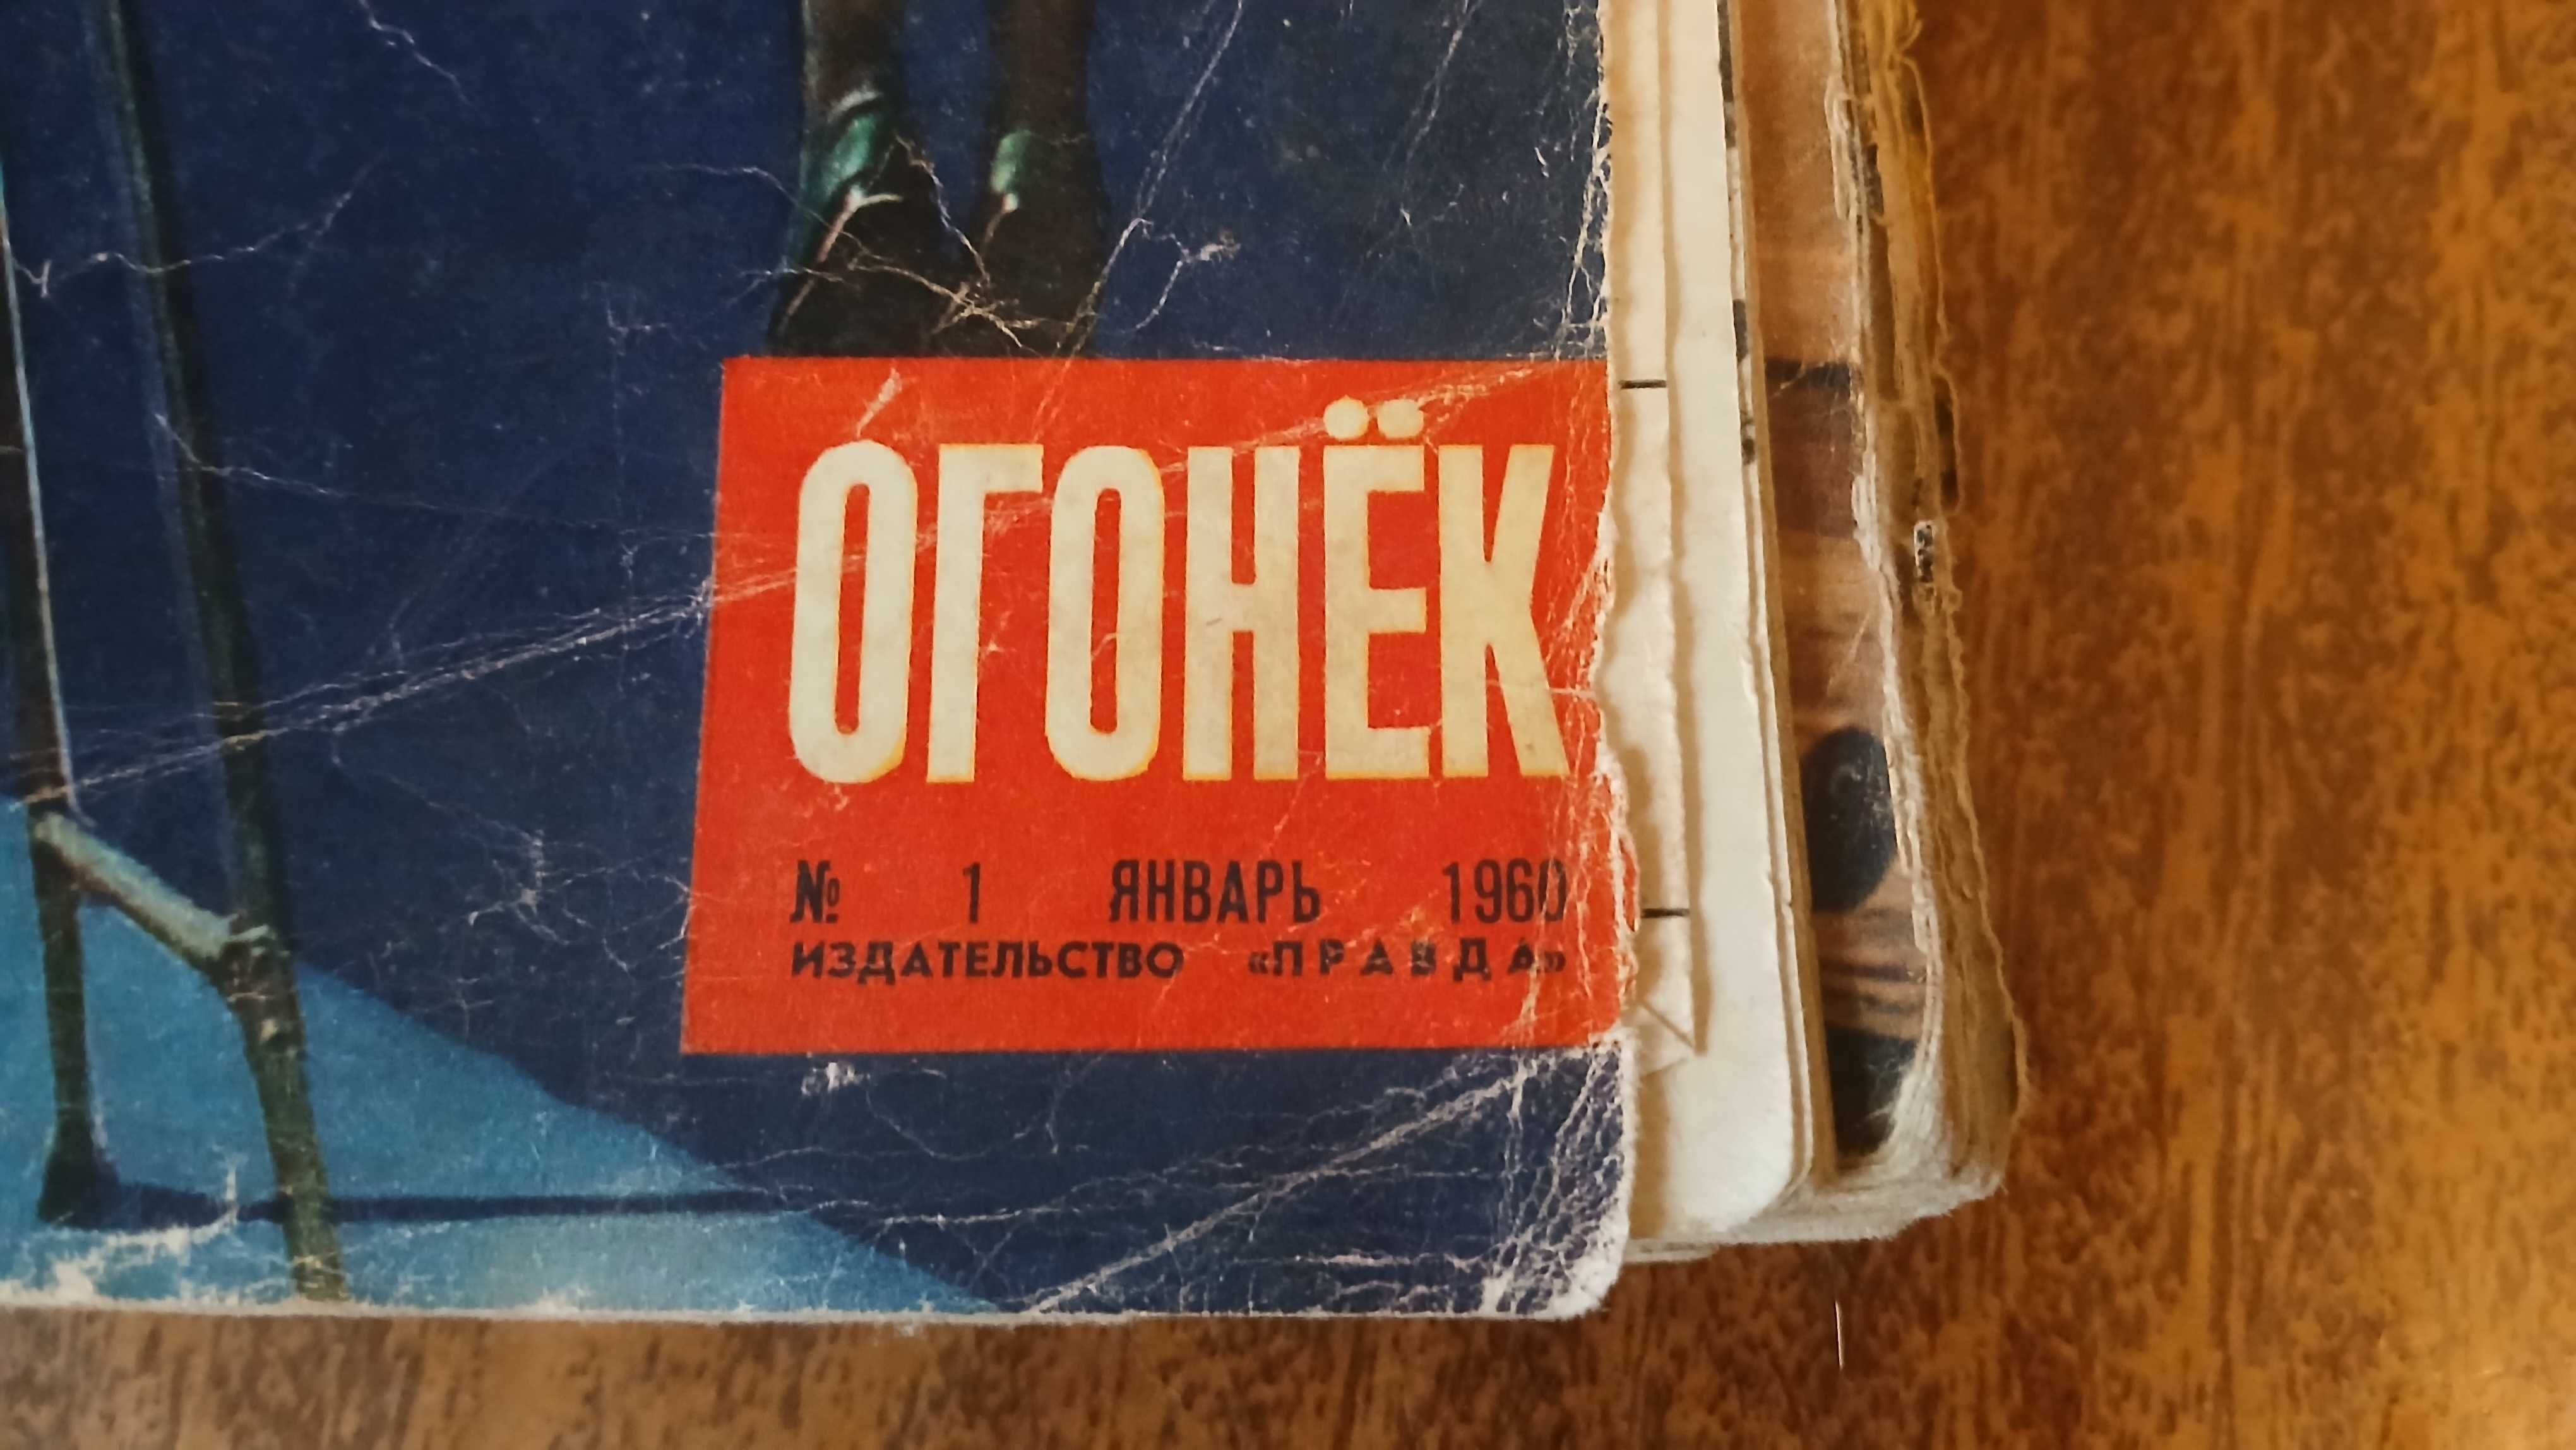 ОГОНЁК
№ 1 ЯНВАРЬ 1960
ИЗДАТЕЛЬСТВО «ПРАВДА»